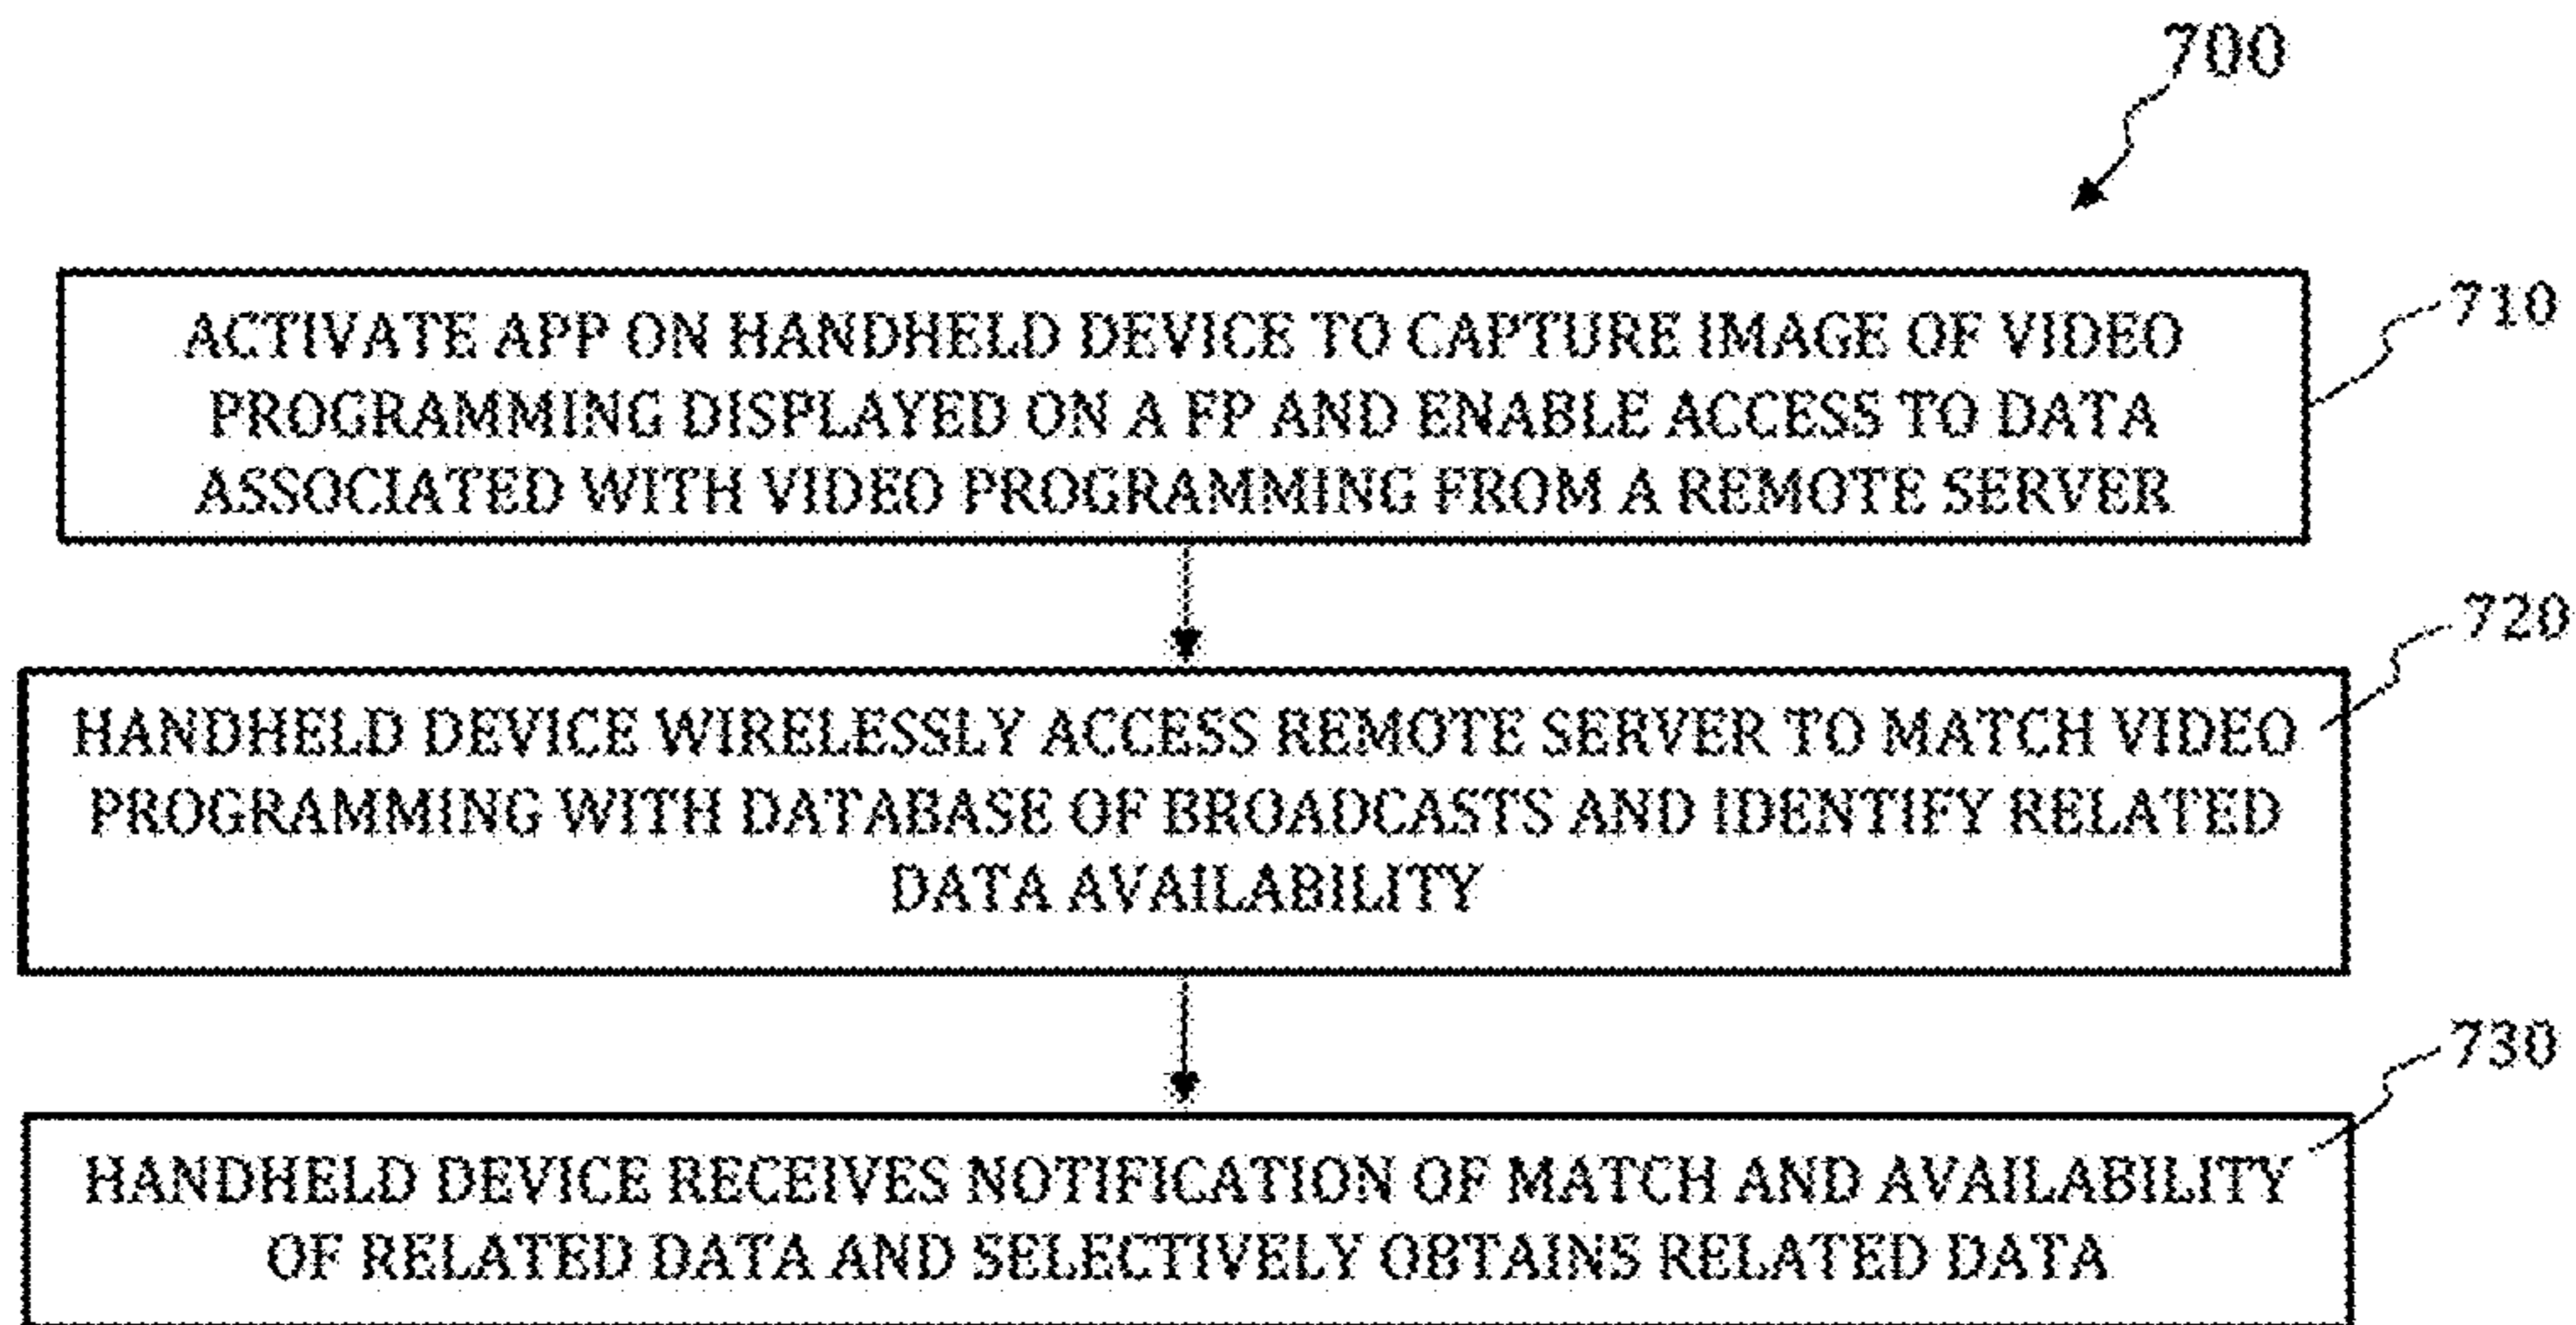 700
ACTIVATE APP ON HANDHELD DEVICE TO CAPTURE IMAGE OF VIDEO
PROGRAMMING DISPLAYED ON A FP AND ENABLE ACCESS TO DATA
ASSOCIATED WITH VIDEO PROGRAMMING FROM A REMOTE SERVER
710
HANDHELD DEVICE WIRELESSLY ACCESS REMOTE SERVER TO MATCH VIDEO
PROGRAMMING WITH DATABASE OF BROADCASTS AND IDENTIFY RELATED
DATA AVAILABILITY
720
HANDHELD DEVICE RECEIVES NOTIFICATION OF MATCH AND AVAILABILITY
OF RELATED DATA AND SELECTIVELY OBTAINS RELATED DATA
730